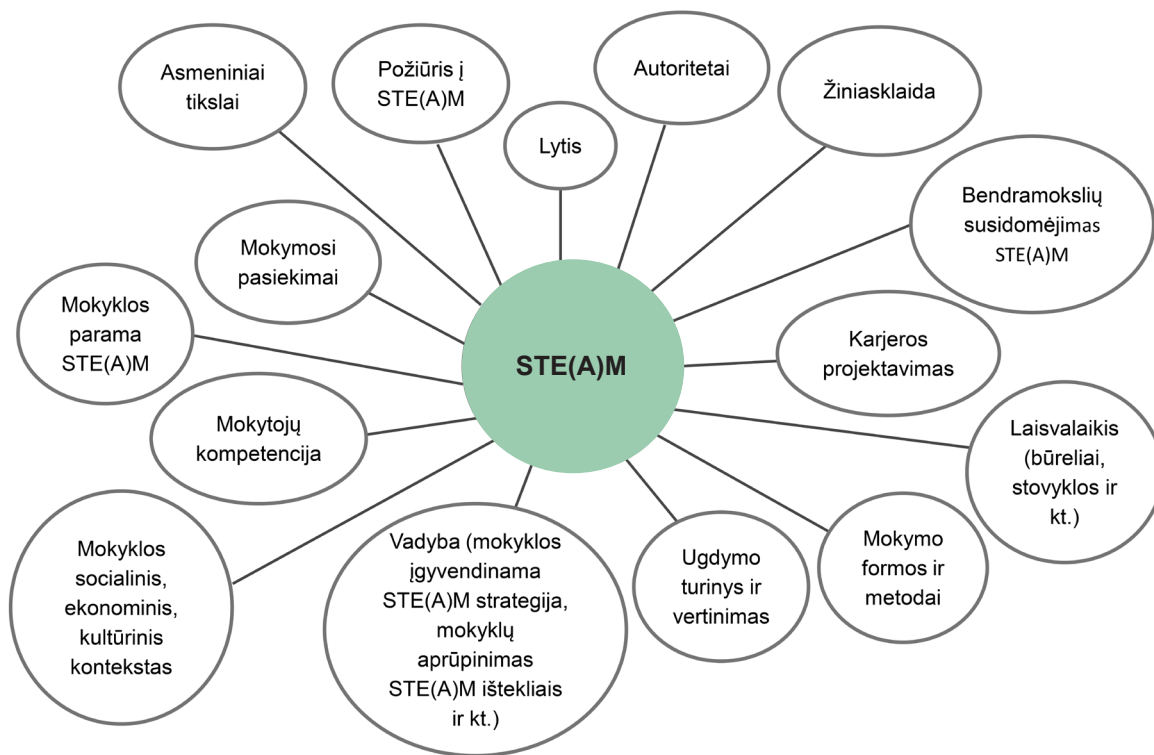 Asmeniniai
tikslai
Požiūris į
STE(A)M
Lytis
Autoritetai
Žiniasklaida
Bendramokslių
susidomėjimas
STE(A)M
Mokymosi
pasiekimai
Mokyklos
parama
STE(A)M
STE(A)M
Karjeros
projektavimas
Mokytojų
kompetencija
Laisvalaikis
(būreliai,
stovyklos ir
kt.)
Mokyklos
socialinis,
ekonominis,
kultūrinis
kontekstas
Vadyba (mokyklos
įgyvendinama
STE(A)M strategija,
mokyklų
aprūpinimas
STE(A)M ištekliais
ir kt.)
Ugdymo
turinys ir
vertinimas
Mokymo
formos ir
metodai